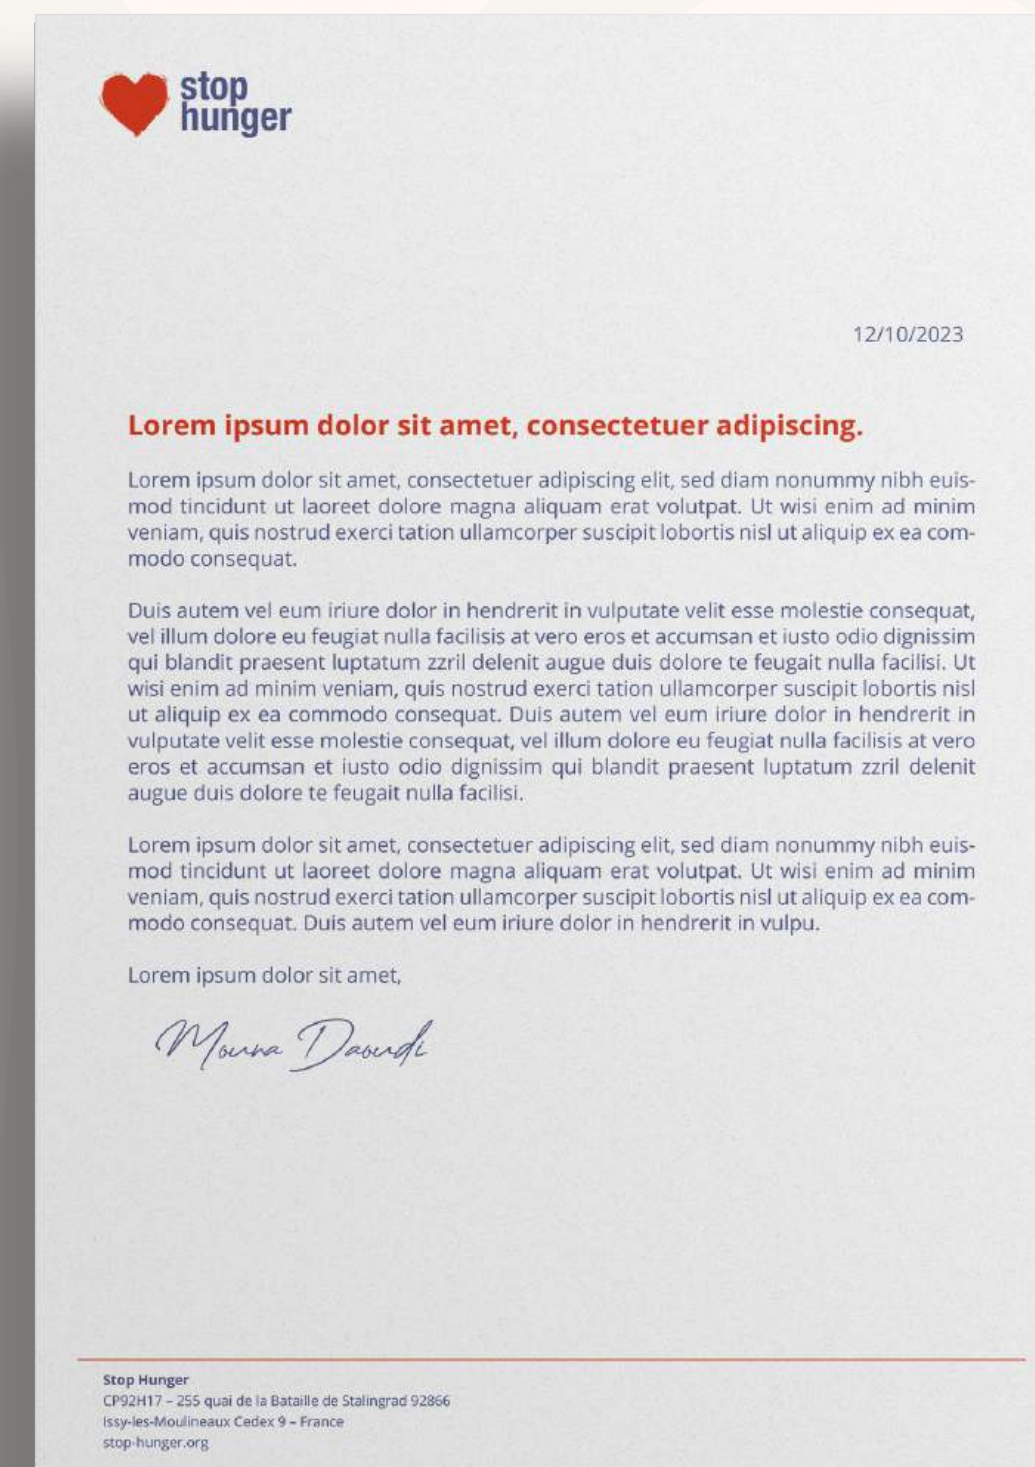 stop
hunger
12/10/2023
Lorem ipsum dolor sit amet, consectetuer adipiscing.
Lorem ipsum dolor sit amet, consectetuer adipiscing elit, sed diam nonummy nibh euis-
mod tincidunt ut laoreet dolore magna aliquam erat volutpat. Ut wisi enim ad minim
veniam, quis nostrud exerci tation ullamcorper suscipit lobortis nisl ut aliquip ex ea com-
modo consequat.
Duis autem vel eum iriure dolor in hendrerit in vulputate velit esse molestie consequat,
vel illum dolore eu feugiat nulla facilisis at vero eros et accumsan et iusto odio dignissim
qui blandit praesent luptatum zzril delenit augue duis dolore te feugait nulla facilisi. Ut
wisi enim ad minim veniam, quis nostrud exerci tation ullamcorper suscipit lobortis nisl
ut aliquip ex ea commodo consequat. Duis autem vel eum iriure dolor in hendrerit in
vulputate velit esse molestie consequat, vel illum dolore eu feugiat nulla facilisis at vero
eros et accumsan et iusto odio dignissim qui blandit praesent luptatum zzril delenit
augue duis dolore te feugait nulla facilisi.
Lorem ipsum dolor sit amet, consectetuer adipiscing elit, sed diam nonummy nibh euis-
mod tincidunt ut laoreet dolore magna aliquam erat volutpat. Ut wisi enim ad minim
veniam, quis nostrud exerci tation ullamcorper suscipit lobortis nisl ut aliquip ex ea com-
modo consequat. Duis autem vel eum iriure dolor in hendrerit in vulpu.
Lorem ipsum dolor sit amet,
Mouna Daoudi
Stop Hunger
CP92H17 – 255 quai de la Bataille de Stalingrad 92866
Issy-les-Moulineaux Cedex 9 – France
stop-hunger.org